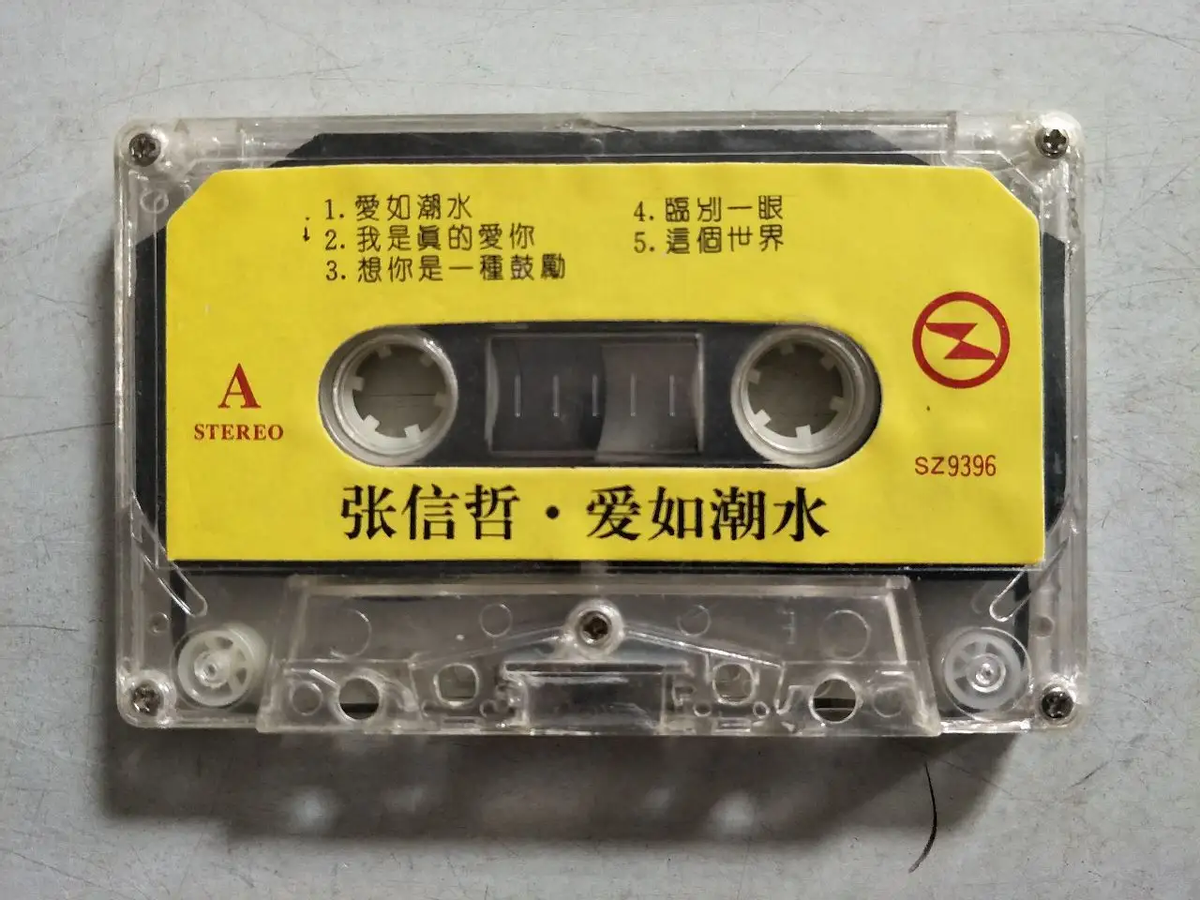 1. 愛如潮水
2. 我是眞的愛你
3. 想你是一種鼓勵
4. 臨別一眼
5. 這個世界
A
STEREO
SZ9396
张信哲·爱如潮水